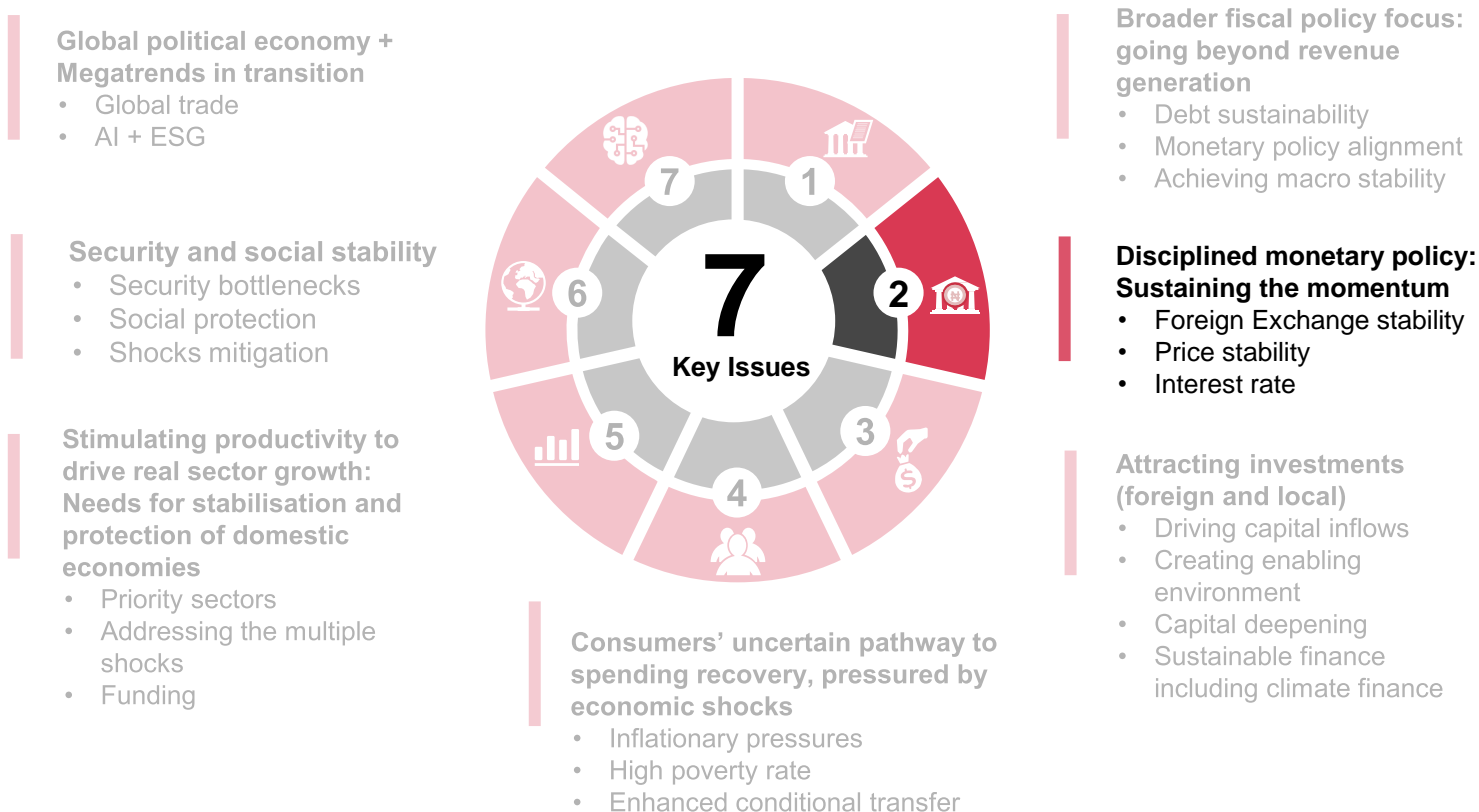 Global political economy +
Megatrends in transition
• Global trade
• AI + ESG
Security and social stability
• Security bottlenecks
• Social protection
• Shocks mitigation
Stimulating productivity to
drive real sector growth:
Needs for stabilisation and
protection of domestic
economies
• Priority sectors
• Addressing the multiple
shocks
• Funding
7
1
6
2
7
Key Issues
5
3
4
$
₦
Consumers’ uncertain pathway to
spending recovery, pressured by
economic shocks
• Inflationary pressures
• High poverty rate
• Enhanced conditional transfer
Broader fiscal policy focus:
going beyond revenue
generation
• Debt sustainability
• Monetary policy alignment
• Achieving macro stability
Disciplined monetary policy:
Sustaining the momentum
• Foreign Exchange stability
• Price stability
• Interest rate
Attracting investments
(foreign and local)
• Driving capital inflows
• Creating enabling
environment
• Capital deepening
• Sustainable finance
including climate finance